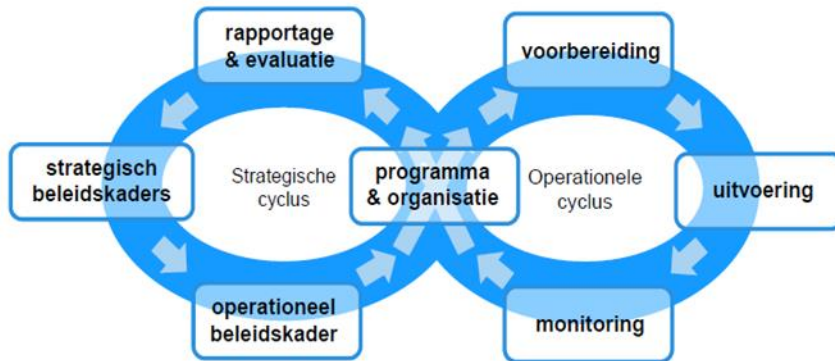 rapportage
& evaluatie
voorbereiding
strategisch
beleidskaders
Strategische
cyclus
programma
& organisatie
Operationele
cyclus
uitvoering
operationeel
beleidskader
monitoring